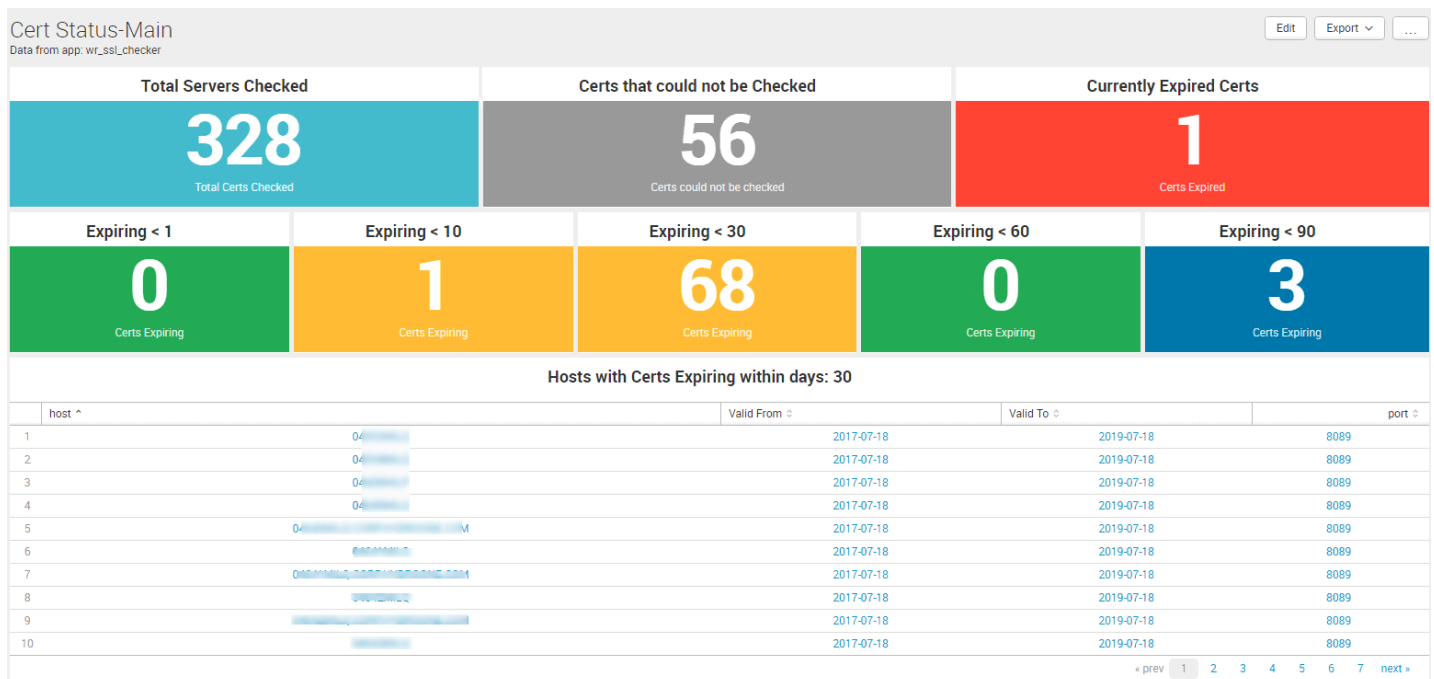 Cert Status-Main
Edit Export ...
Data from app: wr_ssl_checker
Total Servers Checked Certs that could not be Checked Currently Expired Certs
328 56 1
Total Certs Checked Certs could not be checked Certs Expired
Expiring < 1 Expiring < 10 Expiring < 30 Expiring < 60 Expiring < 90
0 1 68 0 3
Certs Expiring Certs Expiring Certs Expiring Certs Expiring Certs Expiring
Hosts with Certs Expiring within days: 30
host Valid From Valid To port
1 2017-07-18 2019-07-18 8089
2 2017-07-18 2019-07-18 8089
3 2017-07-18 2019-07-18 8089
4 2017-07-18 2019-07-18 8089
5 2017-07-18 2019-07-18 8089
6 2017-07-18 2019-07-18 8089
7 2017-07-18 2019-07-18 8089
8 2017-07-18 2019-07-18 8089
9 2017-07-18 2019-07-18 8089
10 2017-07-18 2019-07-18 8089
« prev 1 2 3 4 5 6 7 next »